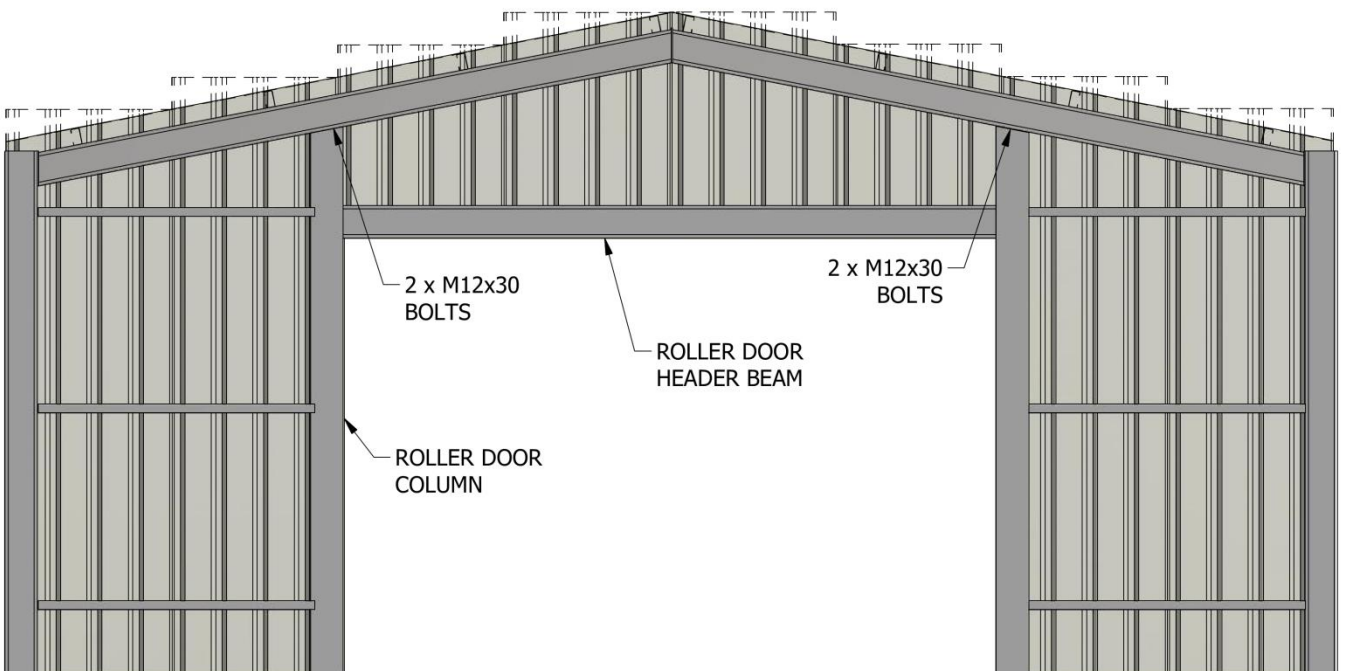 2 x M12x30
BOLTS
2 x M12x30
BOLTS
ROLLER DOOR
HEADER BEAM
ROLLER DOOR
COLUMN